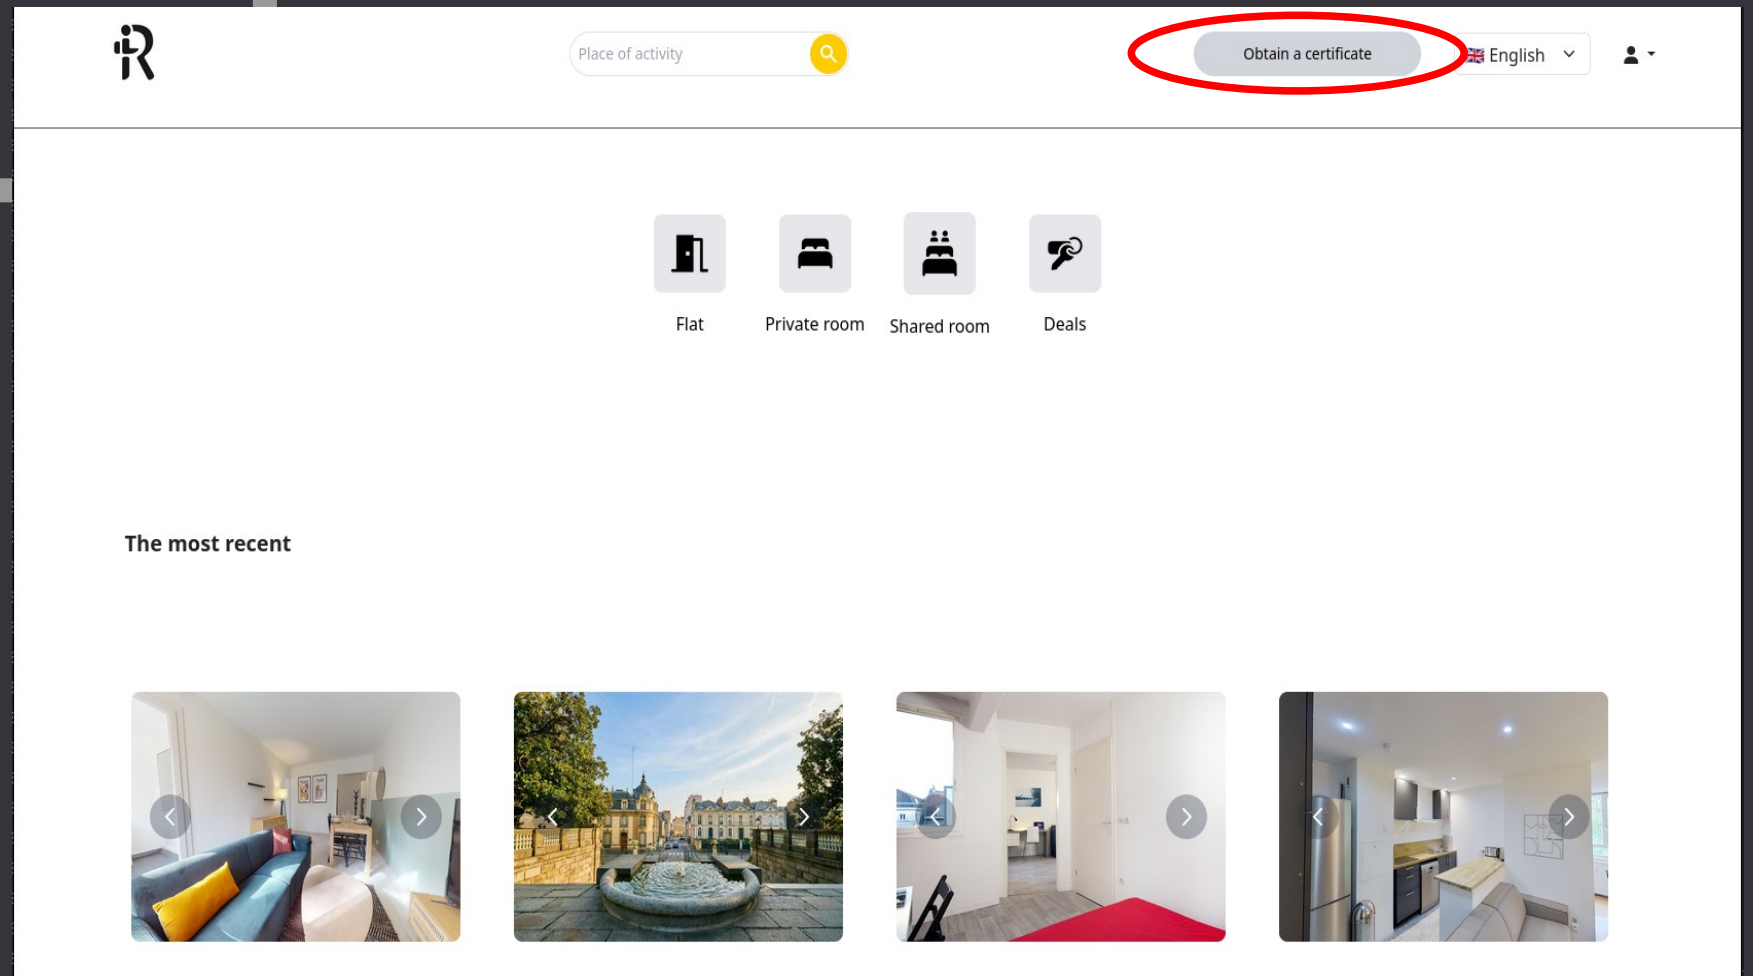 Place of activity
Obtain a certificate
English
Flat
Private room
Shared room
Deals
The most recent